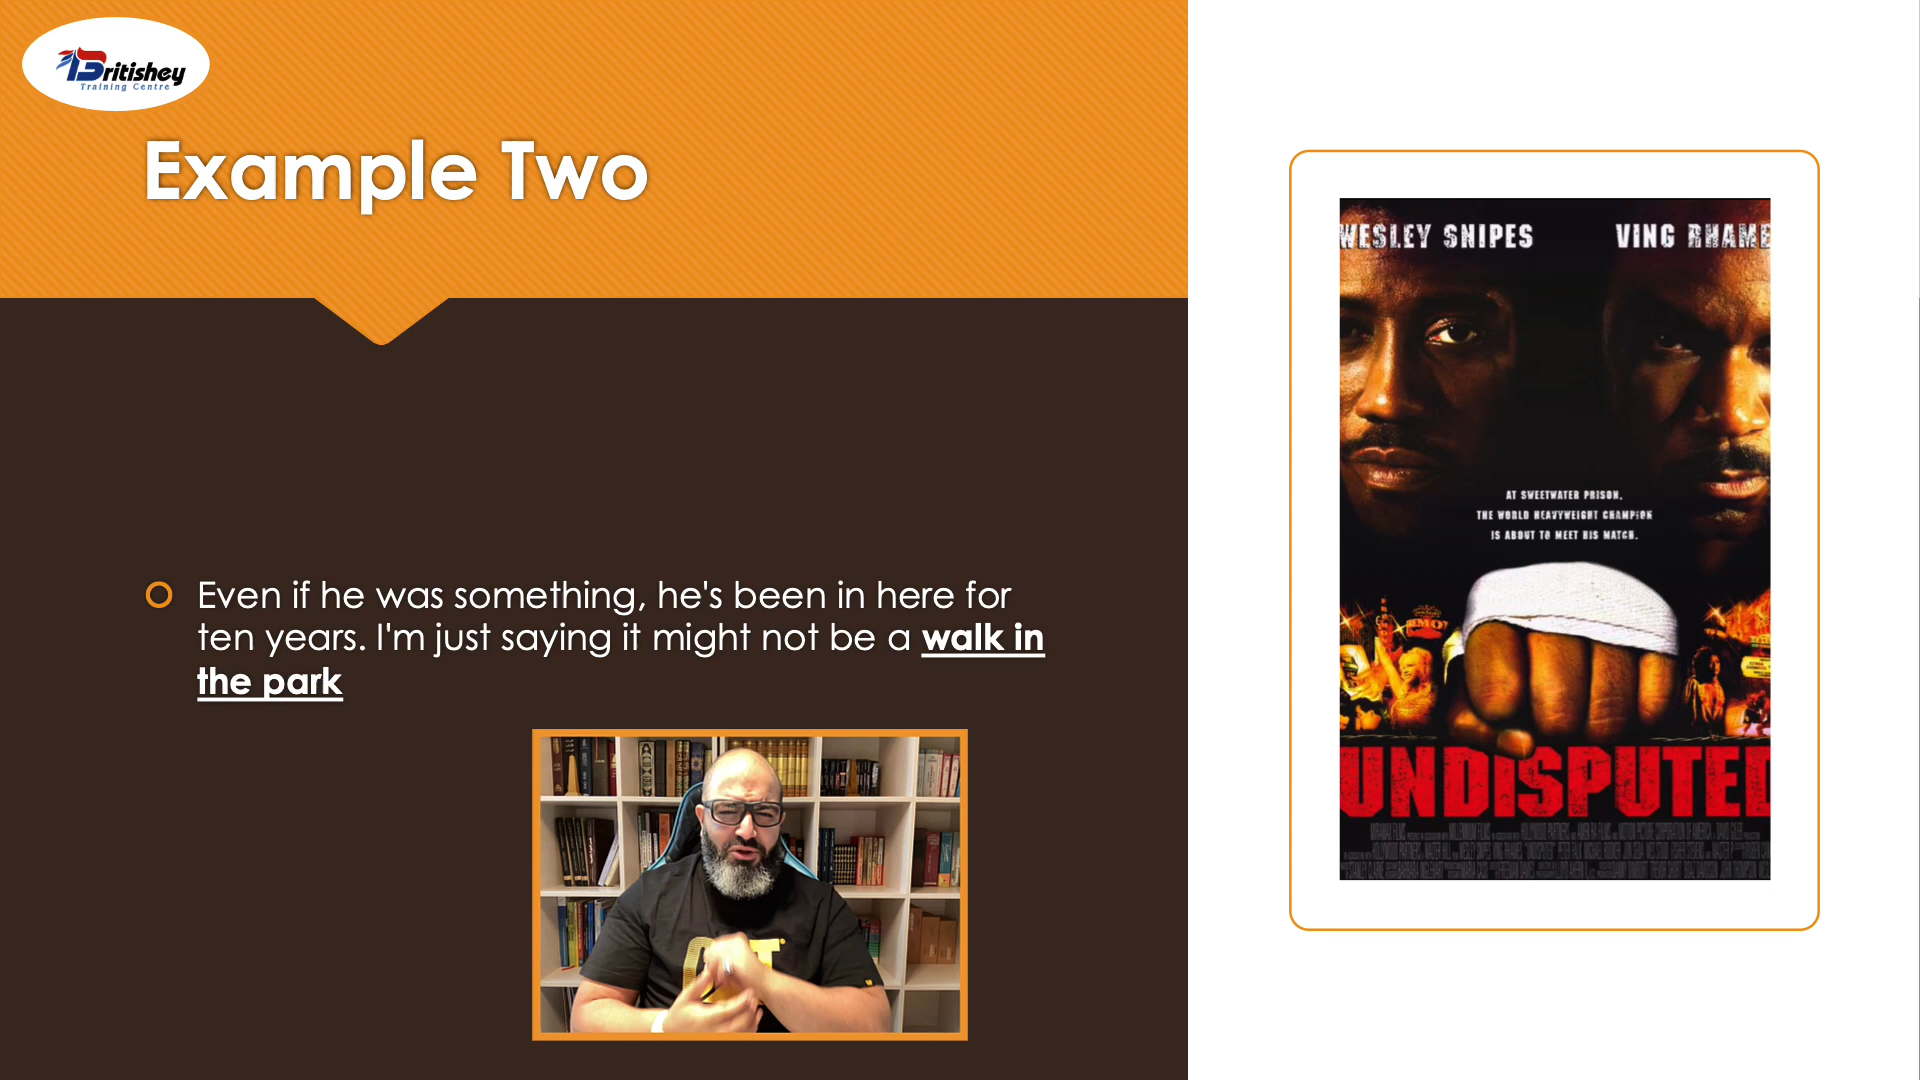 Britishey
Training Centre
Example Two
Even if he was something, he's been in here for
ten years. I'm just saying it might not be a walk in
the park
WESLEY SNIPES
VING RHAME
AT SWEETWATER PRISON,
THE WORLD HEAVYWEIGHT CHAMPION
IS ABOUT TO MEET HIS MATCH.
UNDISPUTED